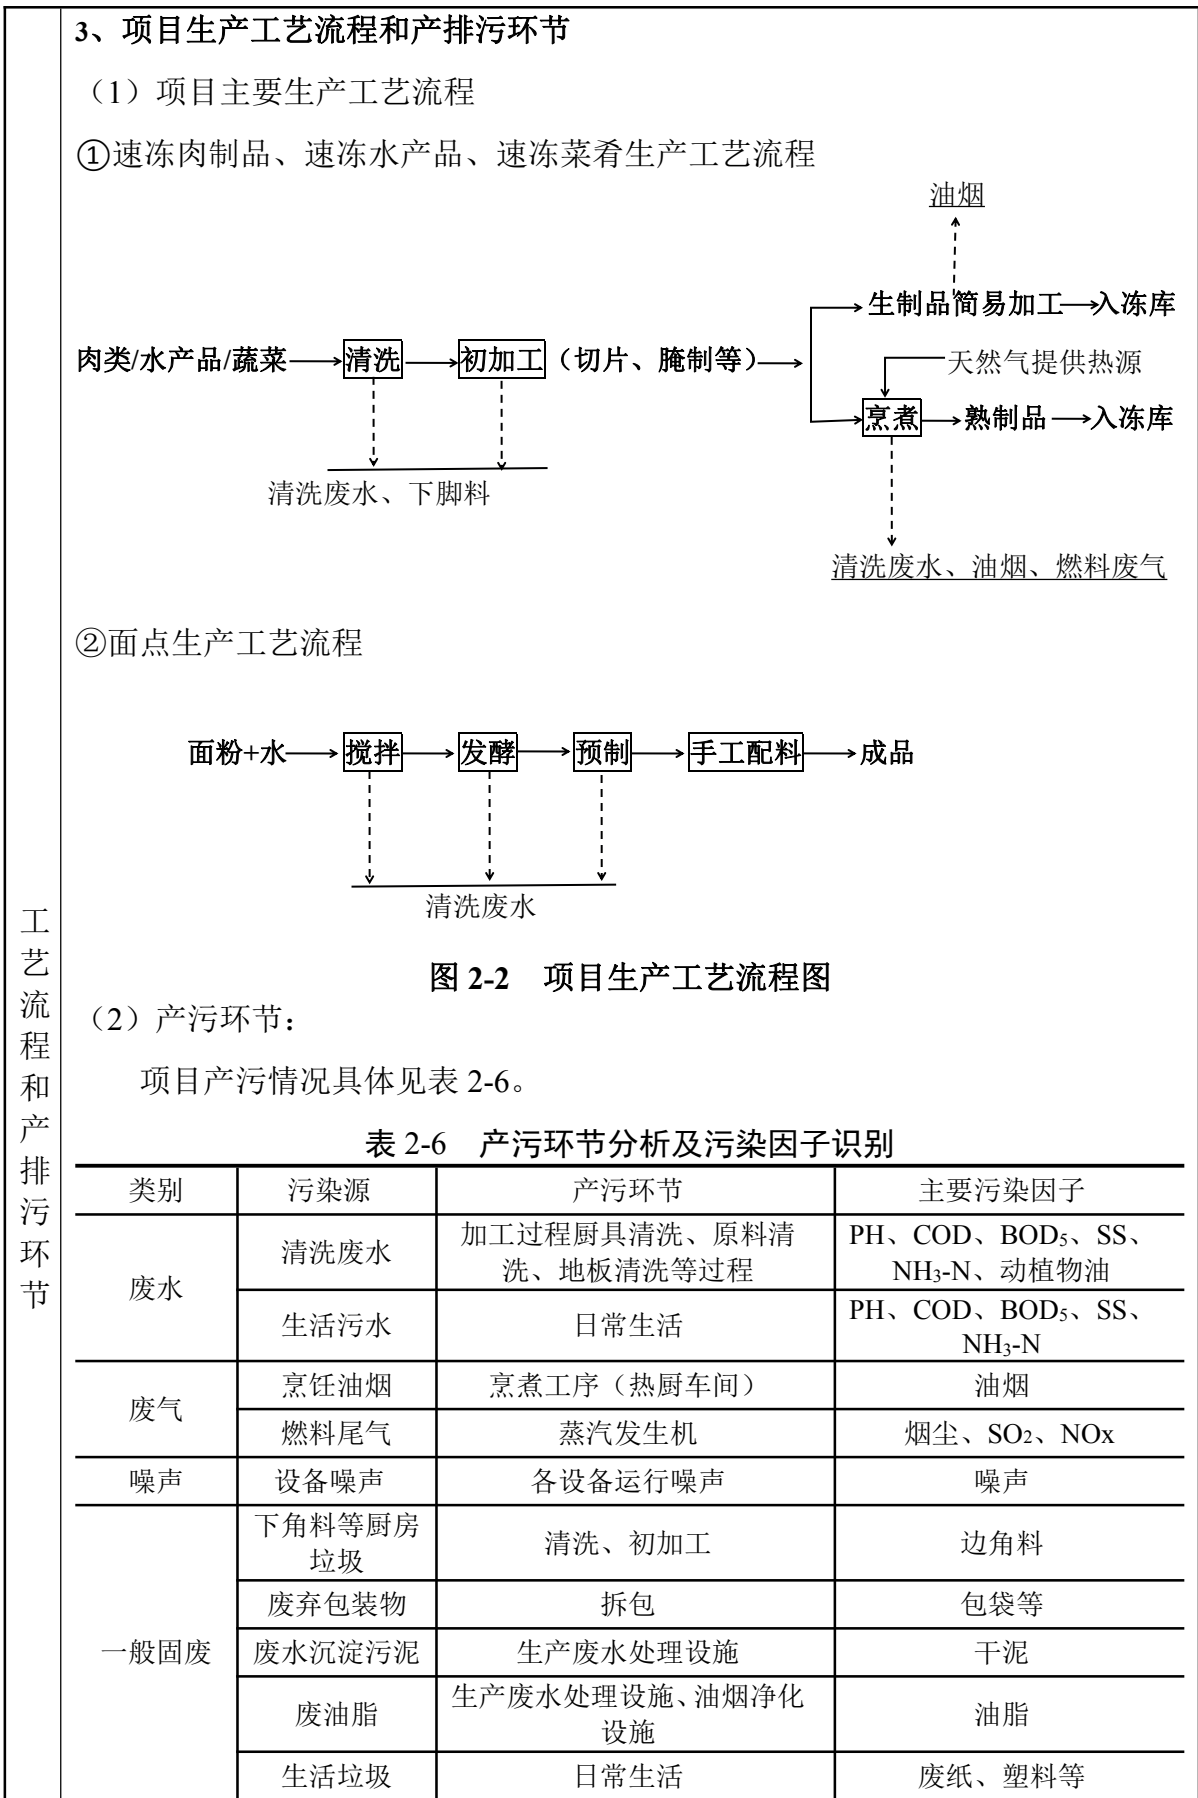 3、项目生产工艺流程和产排污环节
（1）项目主要生产工艺流程
①速冻肉制品、速冻水产品、速冻菜肴生产工艺流程
油烟
生制品简易加工 入冻库
肉类/水产品/蔬菜 清洗 初加工（切片、腌制等）
天然气提供热源
烹煮 熟制品 入冻库
清洗废水、下脚料
清洗废水、油烟、燃料废气
②面点生产工艺流程
面粉+水 搅拌 发酵 预制 手工配料 成品
清洗废水
图 2-2 项目生产工艺流程图
工艺流程和产排污环节
（2）产污环节：
项目产污情况具体见表 2-6。
表 2-6 产污环节分析及污染因子识别
类别 污染源 产污环节 主要污染因子
废水 清洗废水 加工过程厨具清洗、原料清
洗、地板清洗等过程
PH、COD、BOD₅、SS、
NH₃-N、动植物油
生活污水 日常生活 PH、COD、BOD₅、SS、
NH₃-N
废气 烹饪油烟 烹煮工序（热厨车间） 油烟
燃料尾气 蒸汽发生机 烟尘、SO₂、NOx
噪声 设备噪声 各设备运行噪声 噪声
一般固废 下角料等厨房
垃圾
清洗、初加工 边角料
废弃包装物 拆包 包袋等
废水沉淀污泥 生产废水处理设施 干泥
废油脂 生产废水处理设施、油烟净化
设施
油脂
生活垃圾 日常生活 废纸、塑料等